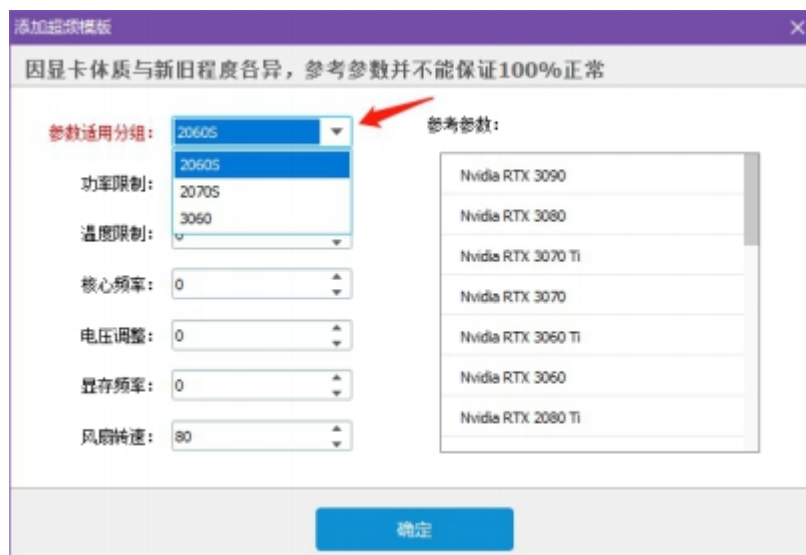 添加超频模版
因显卡体质与新旧程度各异，参考参数并不能保证100%正常
参数适用分组： 2060S
2060S
2070S
3060
功率限制：
温度限制： 0
核心频率： 0
电压调整： 0
显存频率： 0
风扇转速： 80
参考参数：
Nvidia RTX 3090
Nvidia RTX 3080
Nvidia RTX 3070 Ti
Nvidia RTX 3070
Nvidia RTX 3060 Ti
Nvidia RTX 3060
Nvidia RTX 2080 Ti
确定